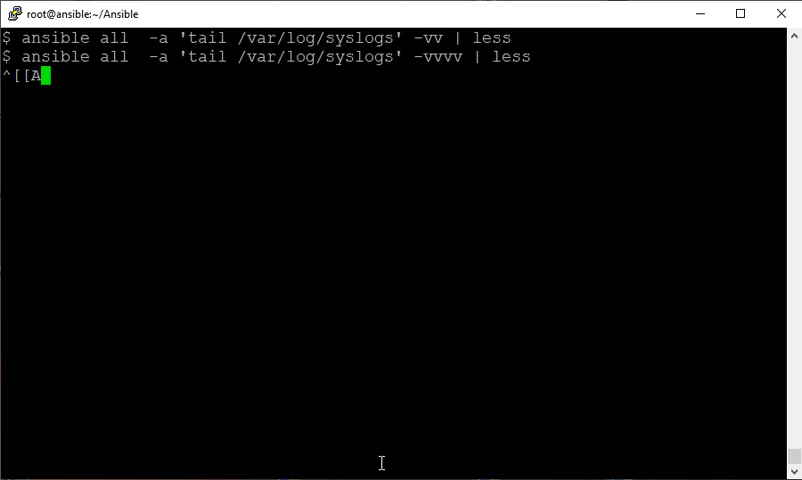 root@ansible:~/Ansible
$ ansible all  -a 'tail /var/log/syslogs' -vv | less
$ ansible all  -a 'tail /var/log/syslogs' -vvvv | less
^[[A